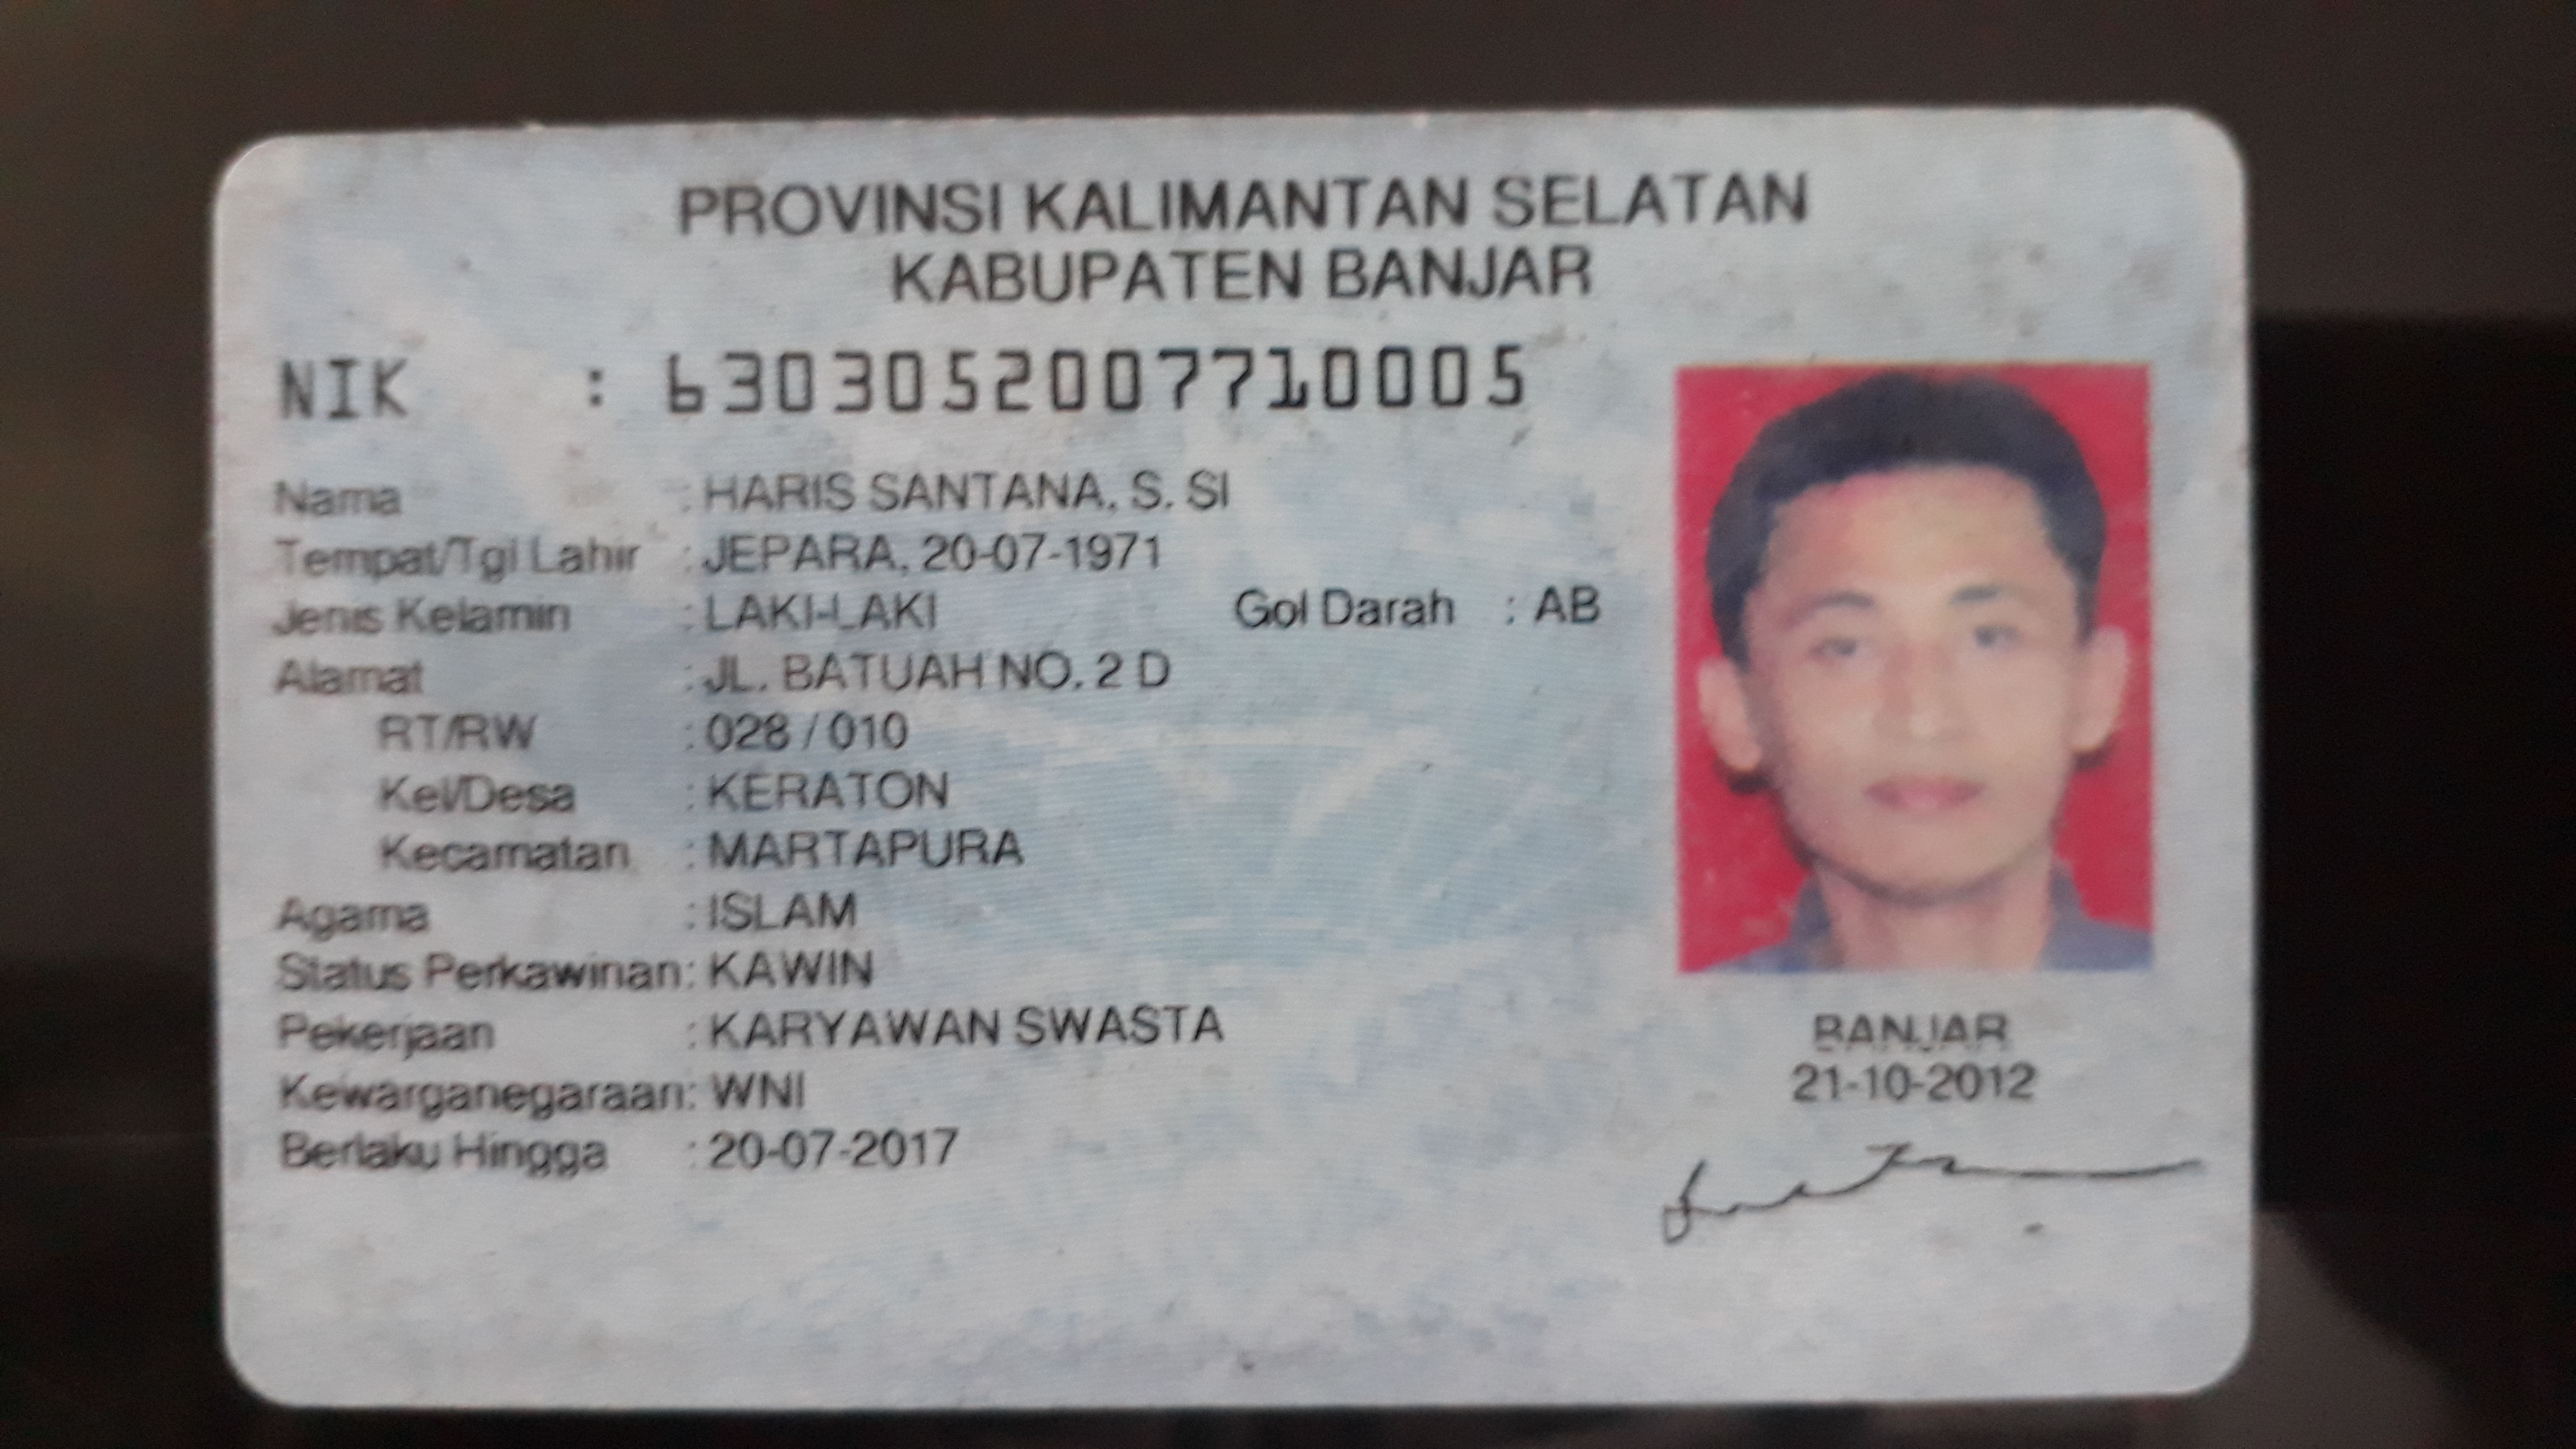 PROVINSI KALIMANTAN SELATAN
KABUPATEN BANJAR
NIK : 6303052007710005
Nama : HARIS SANTANA, S. SI
Tempat/Tgl Lahir : JEPARA, 20-07-1971
Jenis Kelamin : LAKI-LAKI Gol Darah : AB
Alamat : JL. BATUAH NO. 2 D
RT/RW : 028 / 010
Kel/Desa : KERATON
Kecamatan : MARTAPURA
Agama : ISLAM
Status Perkawinan: KAWIN
Pekerjaan : KARYAWAN SWASTA
Kewarganegaraan: WNI
Berlaku Hingga : 20-07-2017
BANJAR
21-10-2012